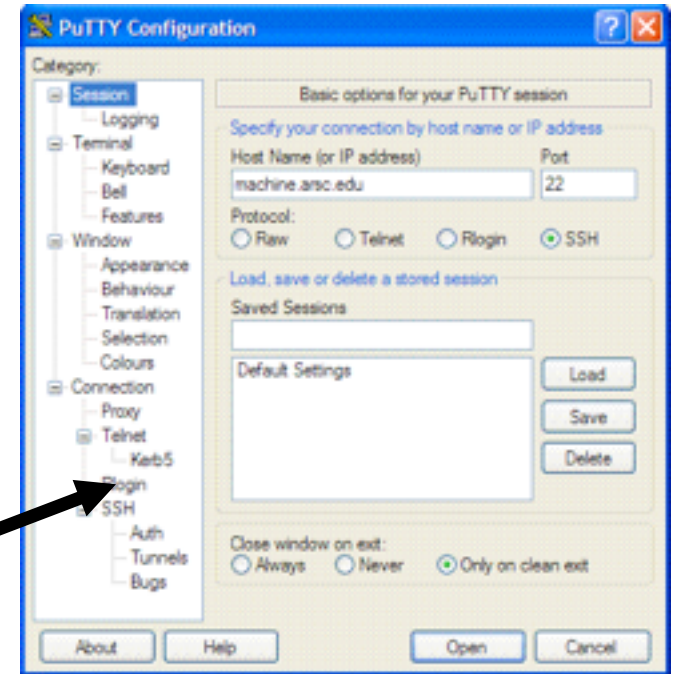 PuTTY Configuration
Category:
Session
Logging
Terminal
Keyboard
Bell
Features
Window
Appearance
Behaviour
Translation
Selection
Colours
Connection
Proxy
Telnet
Kerb5
Rlogin
SSH
Auth
Tunnels
Bugs
Basic options for your PuTTY session
Specify your connection by host name or IP address
Host Name (or IP address) Port
machine.arsc.edu 22
Protocol:
Raw Telnet Rlogin SSH
Load, save or delete a stored session
Saved Sessions
Default Settings
Load
Save
Delete
Close window on exit:
Always Never Only on clean exit
About Help Open Cancel